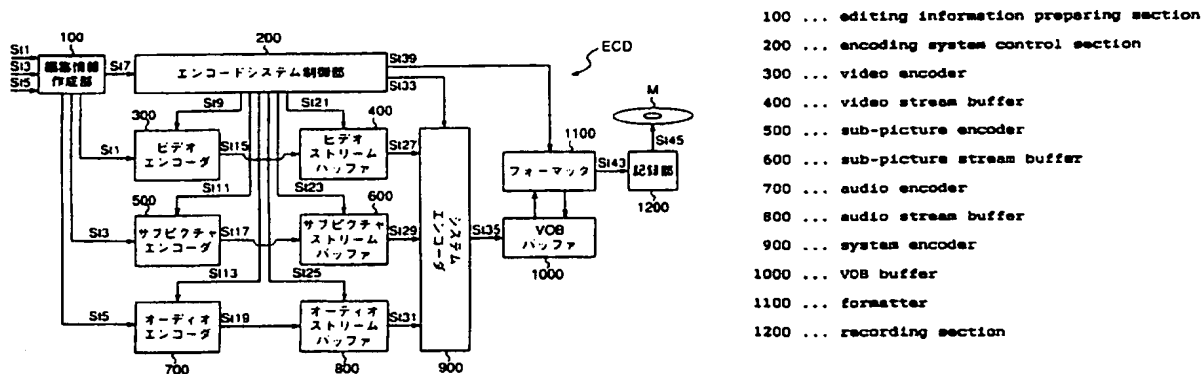 100
200
ECD
St1
St3
St5
編集情報
作成部
St7
エンコードシステム制御部
St39
St33
St9
St21
M
300
400
1100
St45
St1
ビデオ
エンコーダ
St15
ビデオ
ストリーム
バッファ
St27
フォーマッタ
St43
記録部
1200
St11
St23
500
600
St3
サブピクチャ
エンコーダ
St17
サブピクチャ
ストリーム
バッファ
St29
システム
エンコーダ
St35
VOB
バッファ
1000
St13
St25
St5
オーディオ
エンコーダ
St19
オーディオ
ストリーム
バッファ
St31
700
800
900
100 ... editing information preparing section
200 ... encoding system control section
300 ... video encoder
400 ... video stream buffer
500 ... sub-picture encoder
600 ... sub-picture stream buffer
700 ... audio encoder
800 ... audio stream buffer
900 ... system encoder
1000 ... VOB buffer
1100 ... formatter
1200 ... recording section